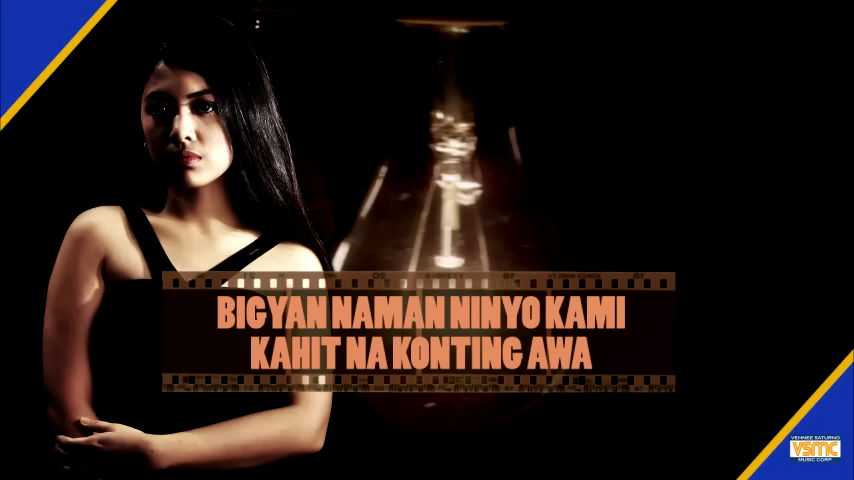 BIGYAN NAMAN NINYO KAMI
KAHIT NA KONTING AWA
VEHNEE SATURNO
VSMC
MUSIC CORP